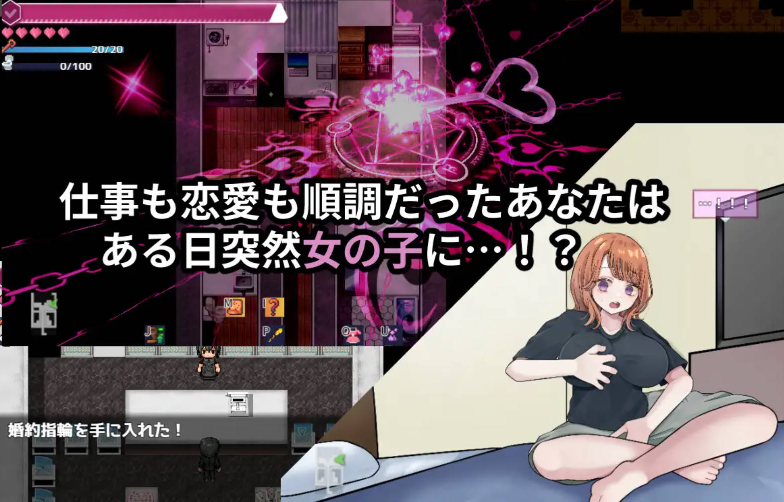 20/20
0/100
仕事も恋愛も順調だったあなたは
ある日突然女の子に…！？
…！！！
M
I
J
P
O
U
婚約指輪を手に入れた！